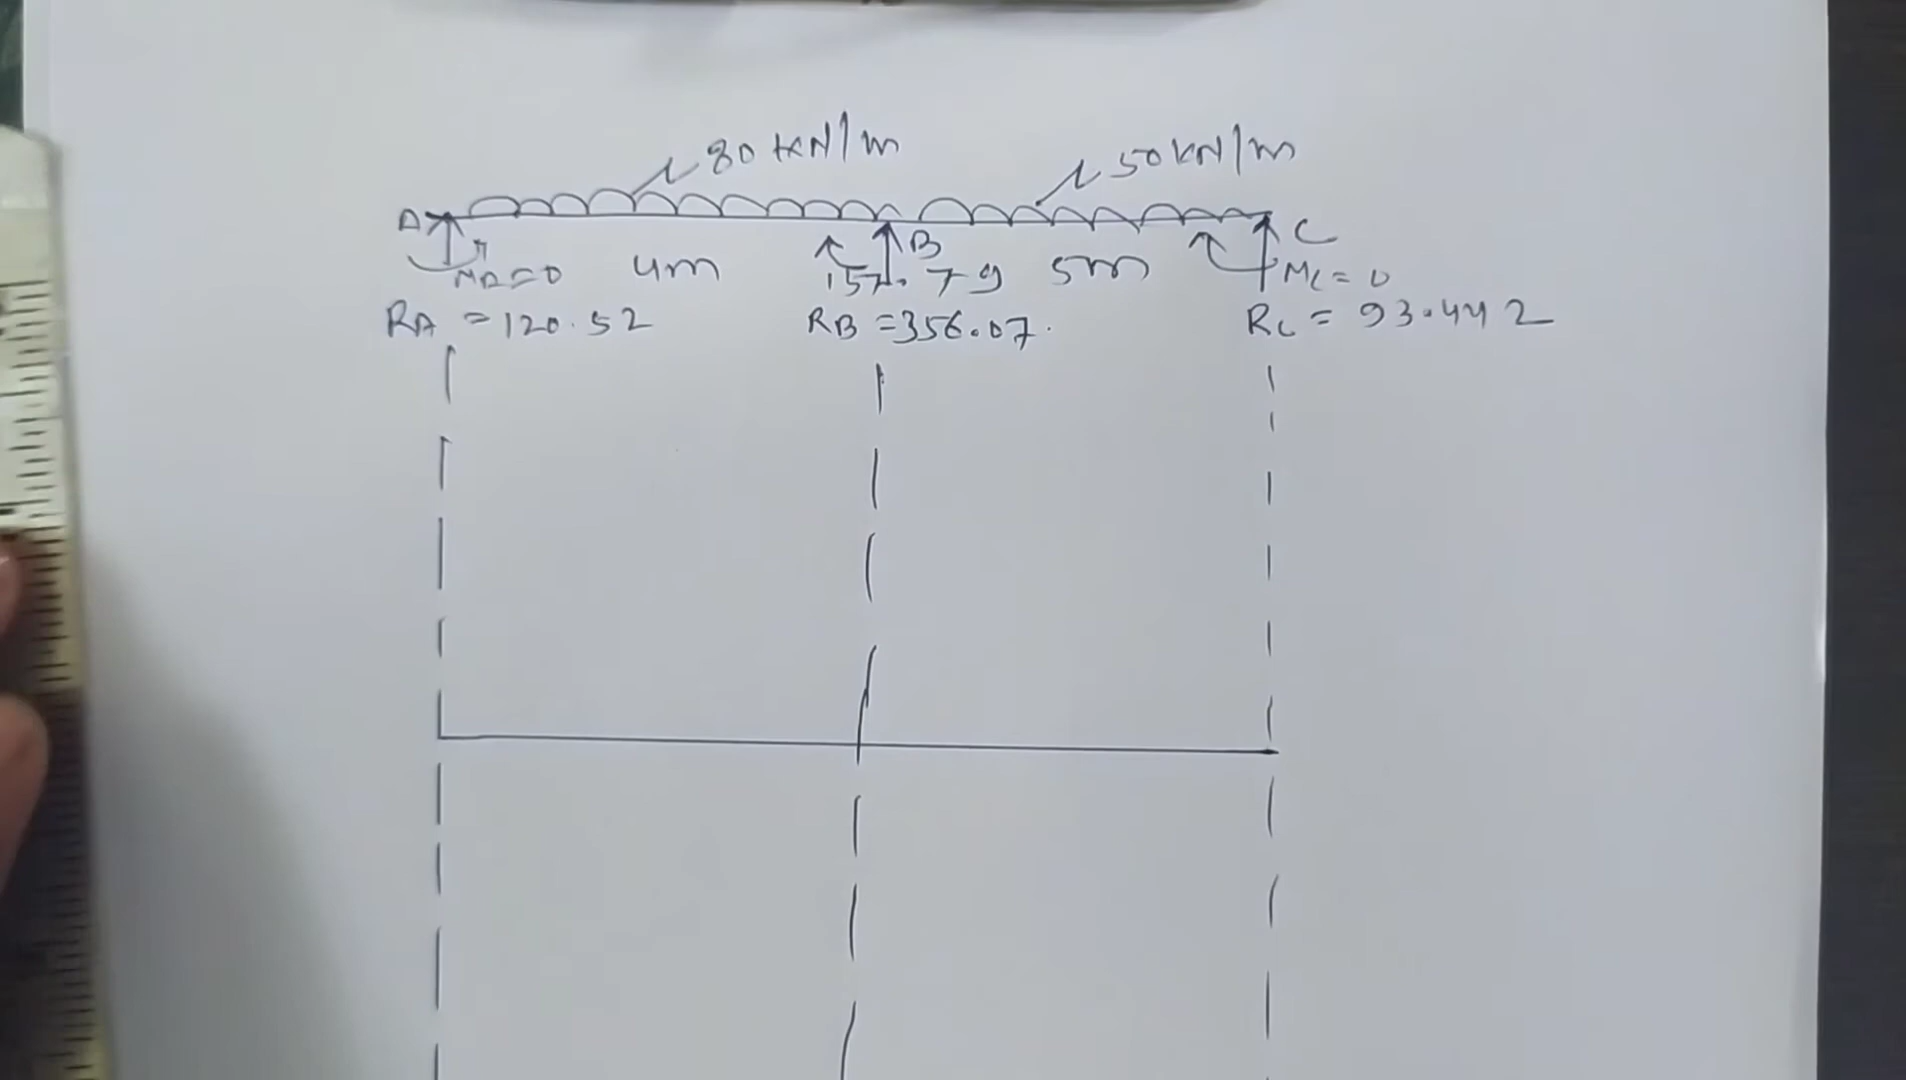 80 kN/m 50 kN/m
A B C
MA=0 4m 157.79 5m MC=0
RA = 120.52 RB = 356.07. RC = 93.442